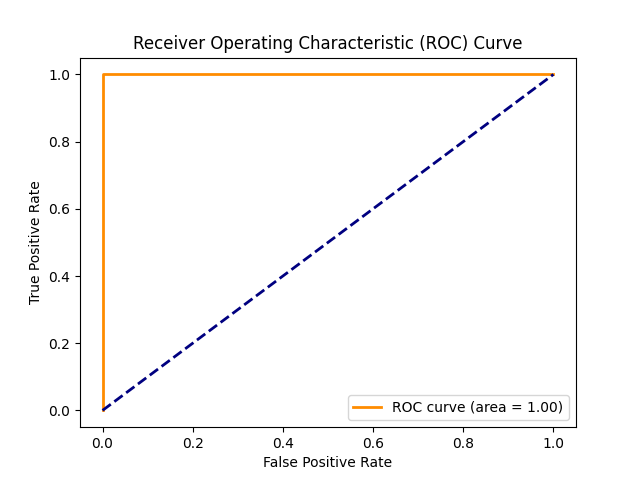 Receiver Operating Characteristic (ROC) Curve
1.0
0.8
0.6
0.4
0.2
0.0
True Positive Rate
ROC curve (area = 1.00)
0.0 0.2 0.4 0.6 0.8 1.0
False Positive Rate